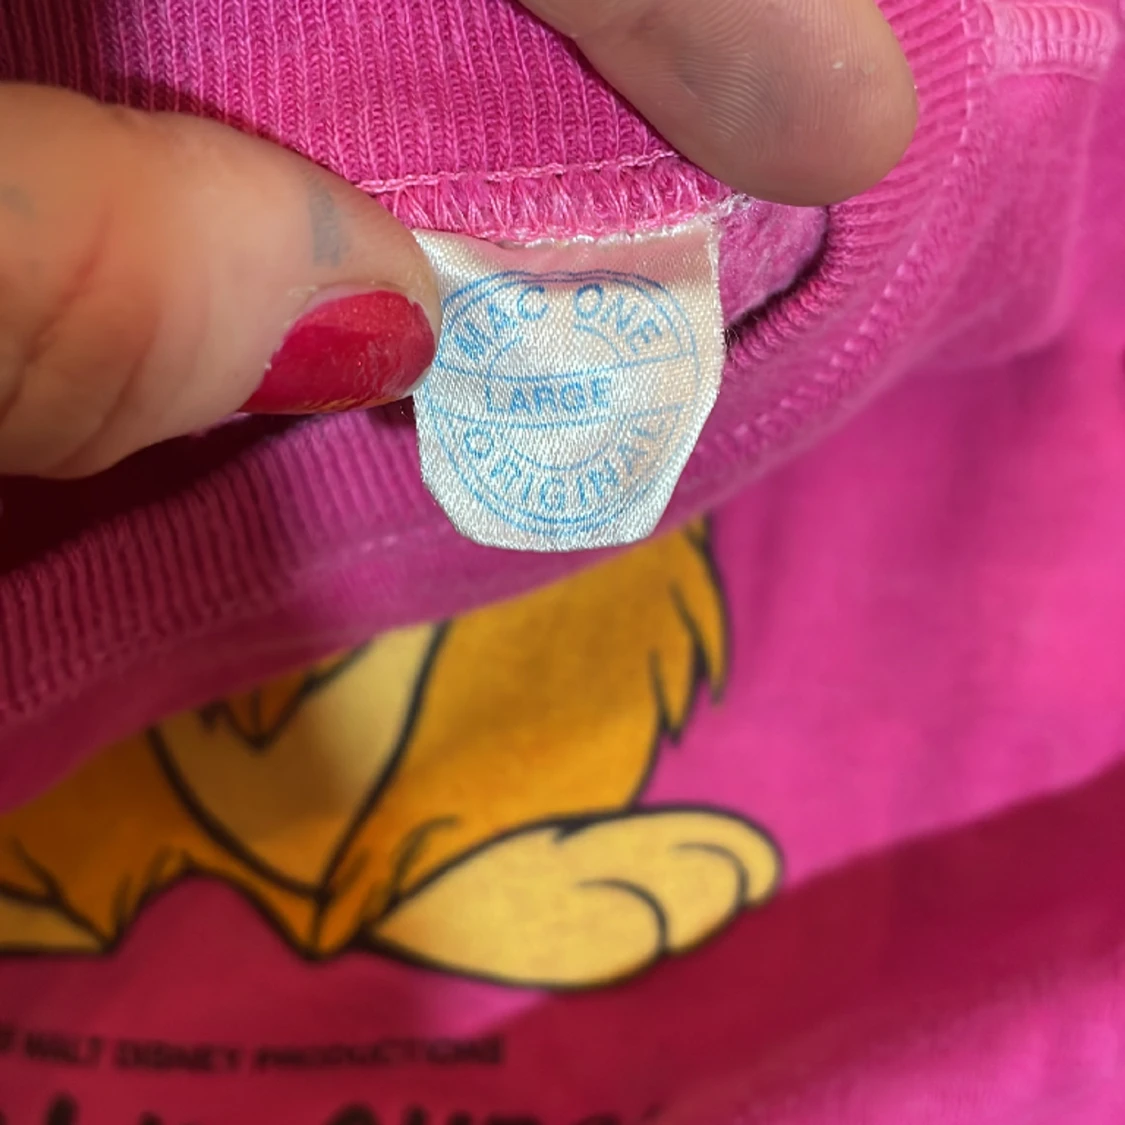 MAC ONE
LARGE
ORIGINAL
WALT DISNEY PRODUCTIONS